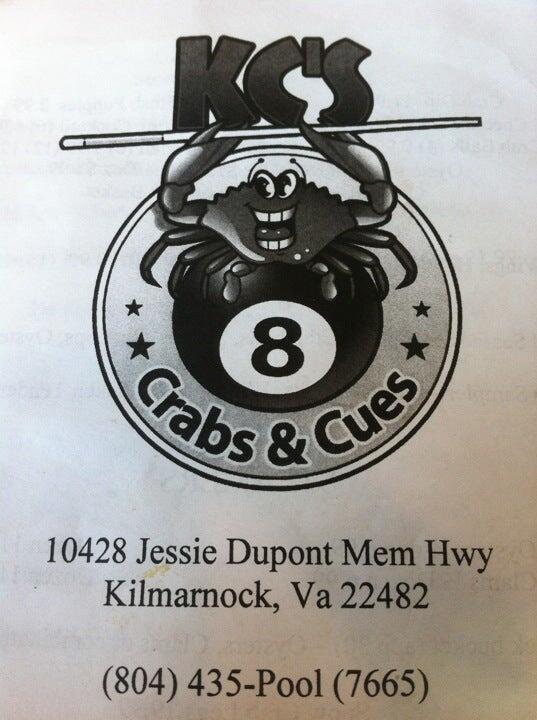 KC'S
8
Crabs & Cues
10428 Jessie Dupont Mem Hwy
Kilmarnock, Va 22482
(804) 435-Pool (7665)